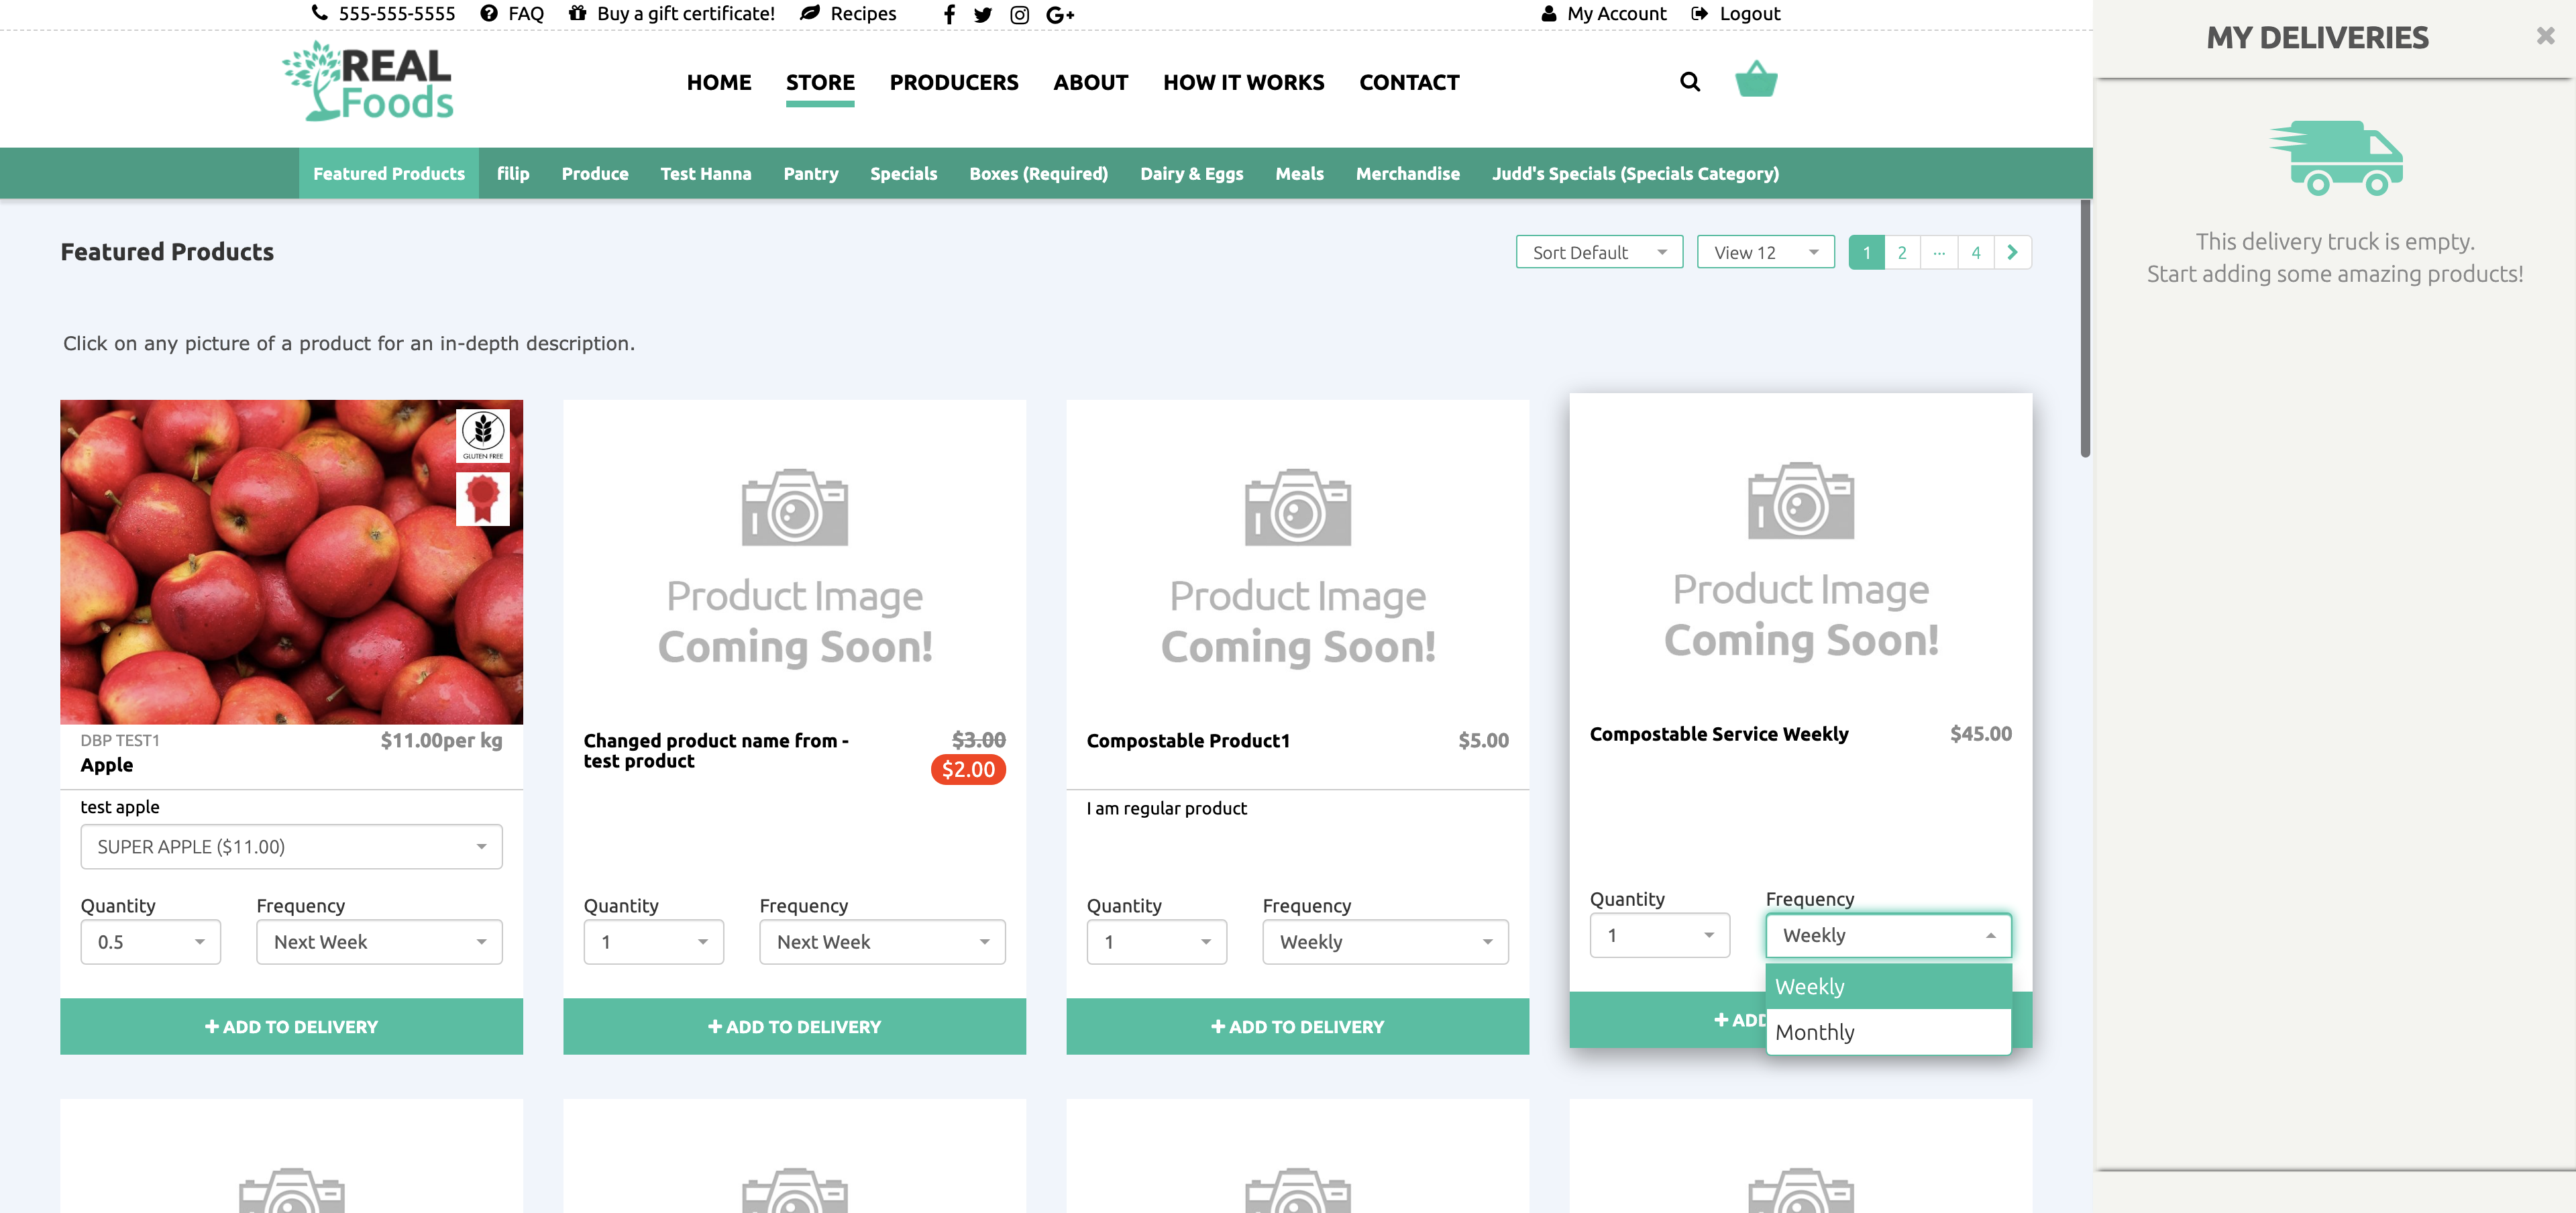 555-555-5555 FAQ Buy a gift certificate! Recipes G+ My Account Logout
REAL
Foods
HOME STORE PRODUCERS ABOUT HOW IT WORKS CONTACT
Featured Products filip Produce Test Hanna Pantry Specials Boxes (Required) Dairy & Eggs Meals Merchandise Judd's Specials (Specials Category)
Featured Products
Sort Default View 12 1 2 ... 4
Click on any picture of a product for an in-depth description.
GLUTEN FREE
DBP TEST1 $11.00per kg
Apple
test apple
SUPER APPLE ($11.00)
Quantity Frequency
0.5 Next Week
+ ADD TO DELIVERY
Product Image
Coming Soon!
Changed product name from - $3.00
test product $2.00
Quantity Frequency
1 Next Week
+ ADD TO DELIVERY
Product Image
Coming Soon!
Compostable Product1 $5.00
I am regular product
Quantity Frequency
1 Weekly
+ ADD TO DELIVERY
Product Image
Coming Soon!
Compostable Service Weekly $45.00
Quantity Frequency
1 Weekly
Weekly
Monthly
+ ADD
MY DELIVERIES
This delivery truck is empty.
Start adding some amazing products!